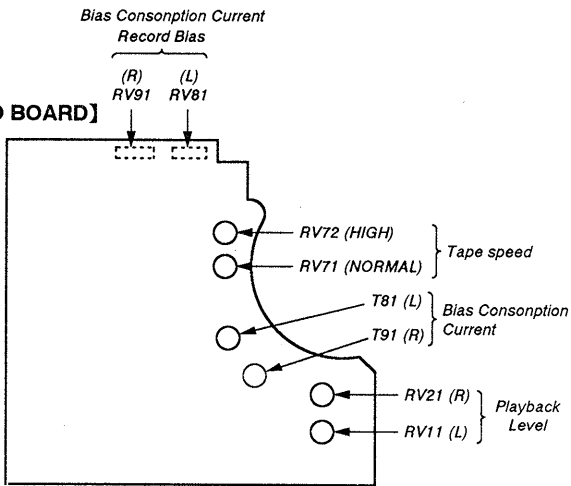 Bias Consonption Current
Record Bias
(R) (L)
RV91 RV81
BOARD】
RV72 (HIGH)
RV71 (NORMAL)
Tape speed
T81 (L)
T91 (R)
Bias Consonption
Current
RV21 (R)
RV11 (L)
Playback
Level